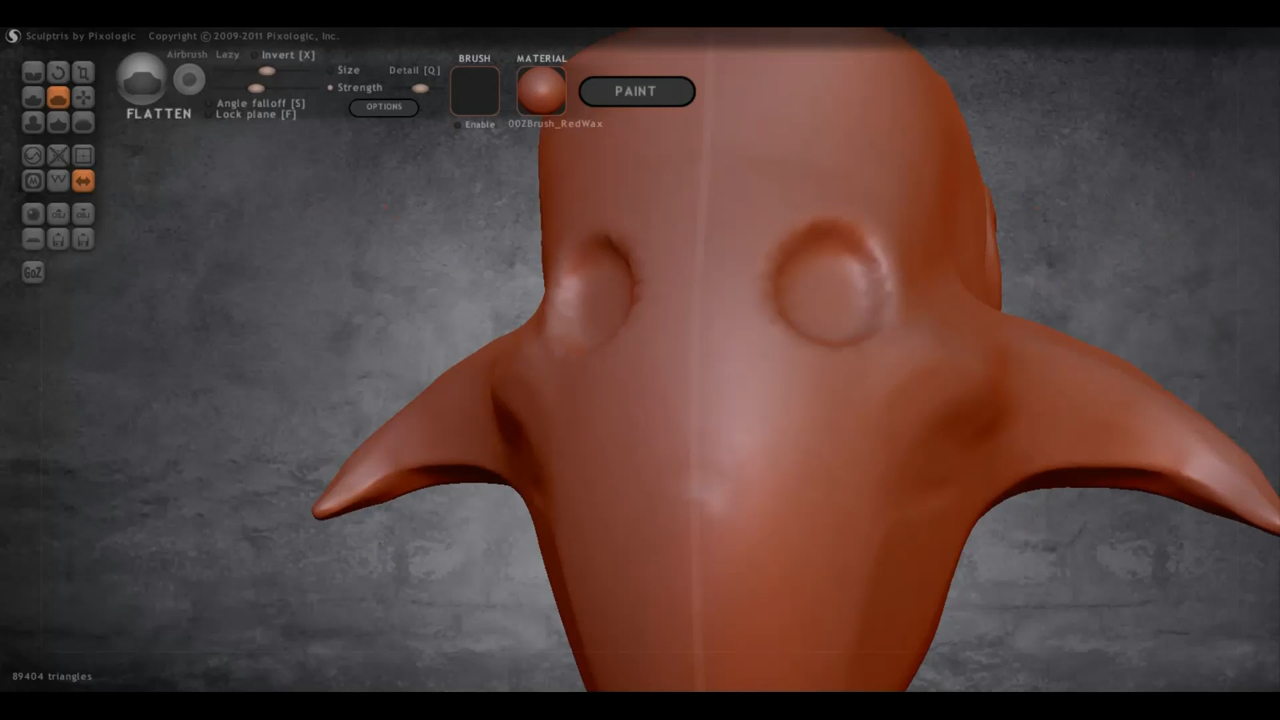 Sculptris by Pixologic Copyright © 2009-2011 Pixologic, Inc.
Airbrush Lazy Invert [X]
Size Detail [Q]
Strength
Angle falloff [S]
Lock plane [F]
OPTIONS
FLATTEN
BRUSH
Enable
MATERIAL
00ZBrush_RedWax
PAINT
GoZ
89404 triangles